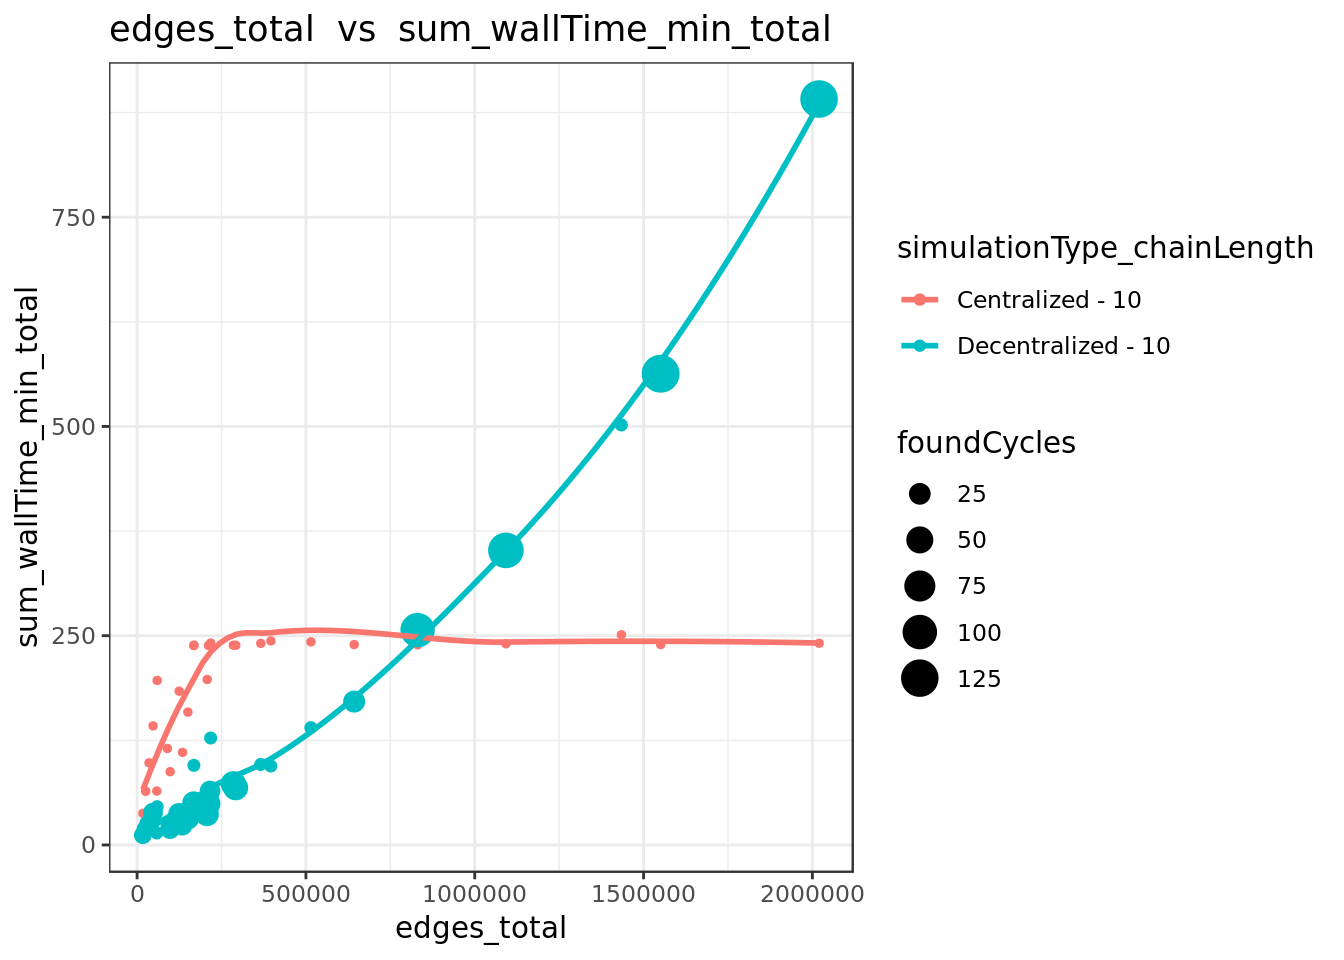 edges_total vs sum_wallTime_min_total
sum_wallTime_min_total
750
500
250
0
0
500000
1000000
1500000
2000000
edges_total
simulationType_chainLength
Centralized - 10
Decentralized - 10
foundCycles
25
50
75
100
125